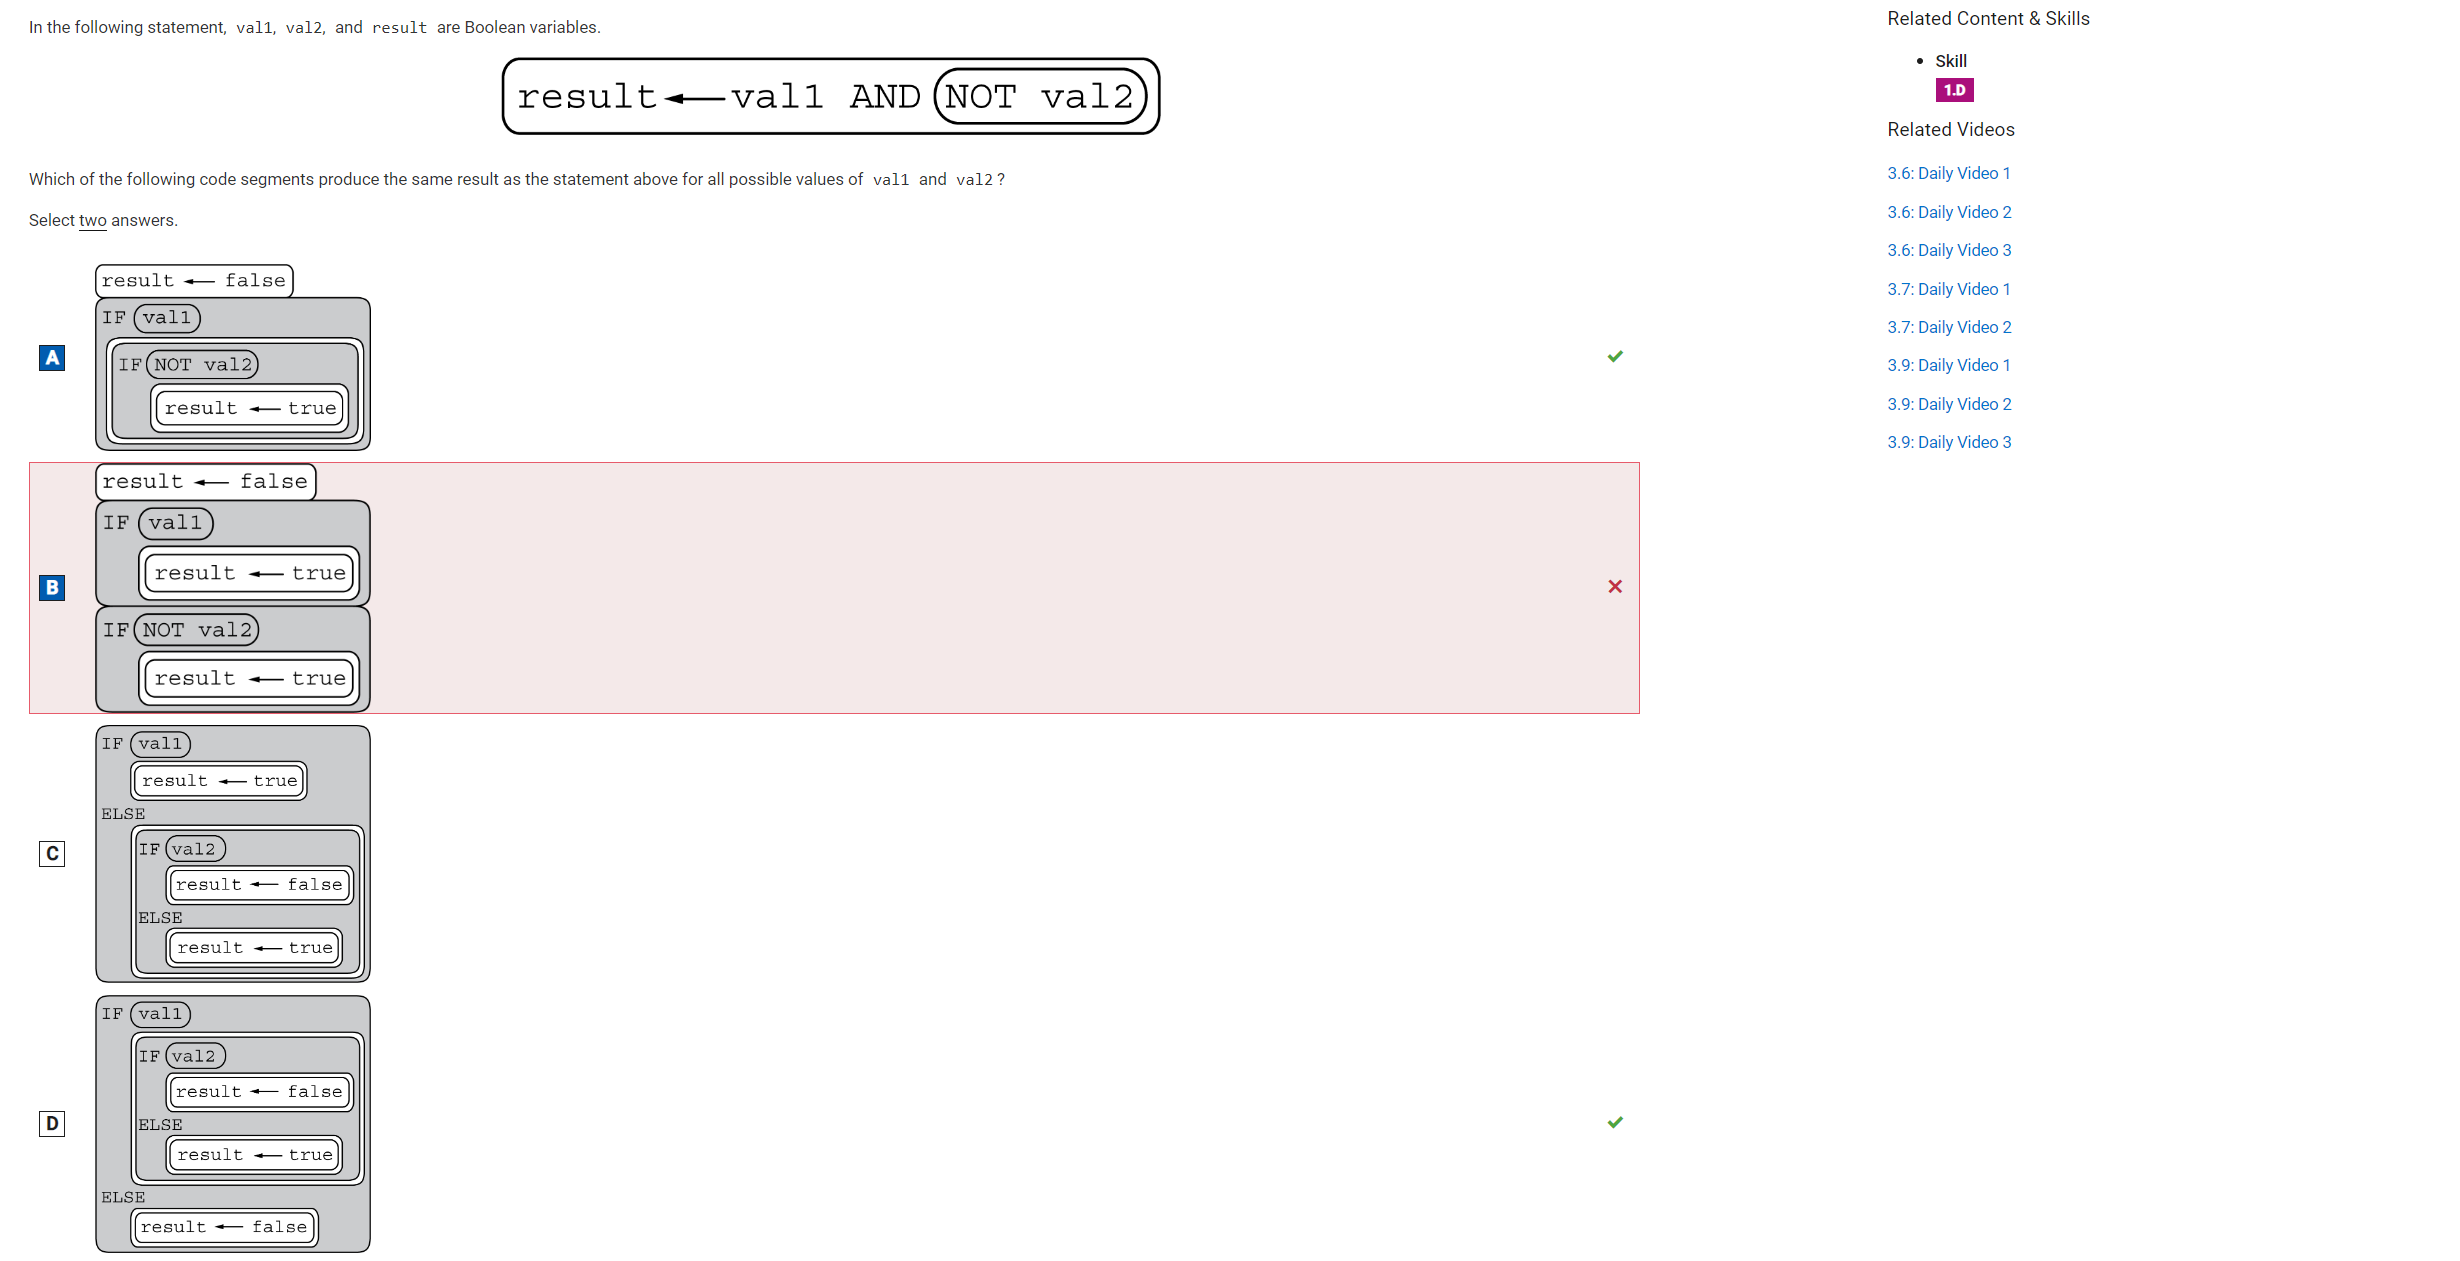 In the following statement, val1, val2, and result are Boolean variables.
result ← val1 AND NOT val2
Which of the following code segments produce the same result as the statement above for all possible values of val1 and val2 ?
Select two answers.
A
result ← false
IF val1
IF NOT val2
result ← true
B
result ← false
IF val1
result ← true
IF NOT val2
result ← true
C
IF val1
result ← true
ELSE
IF val2
result ← false
ELSE
result ← true
D
IF val1
IF val2
result ← false
ELSE
result ← true
ELSE
result ← false
Related Content & Skills
• Skill
1.D
Related Videos
3.6: Daily Video 1
3.6: Daily Video 2
3.6: Daily Video 3
3.7: Daily Video 1
3.7: Daily Video 2
3.9: Daily Video 1
3.9: Daily Video 2
3.9: Daily Video 3